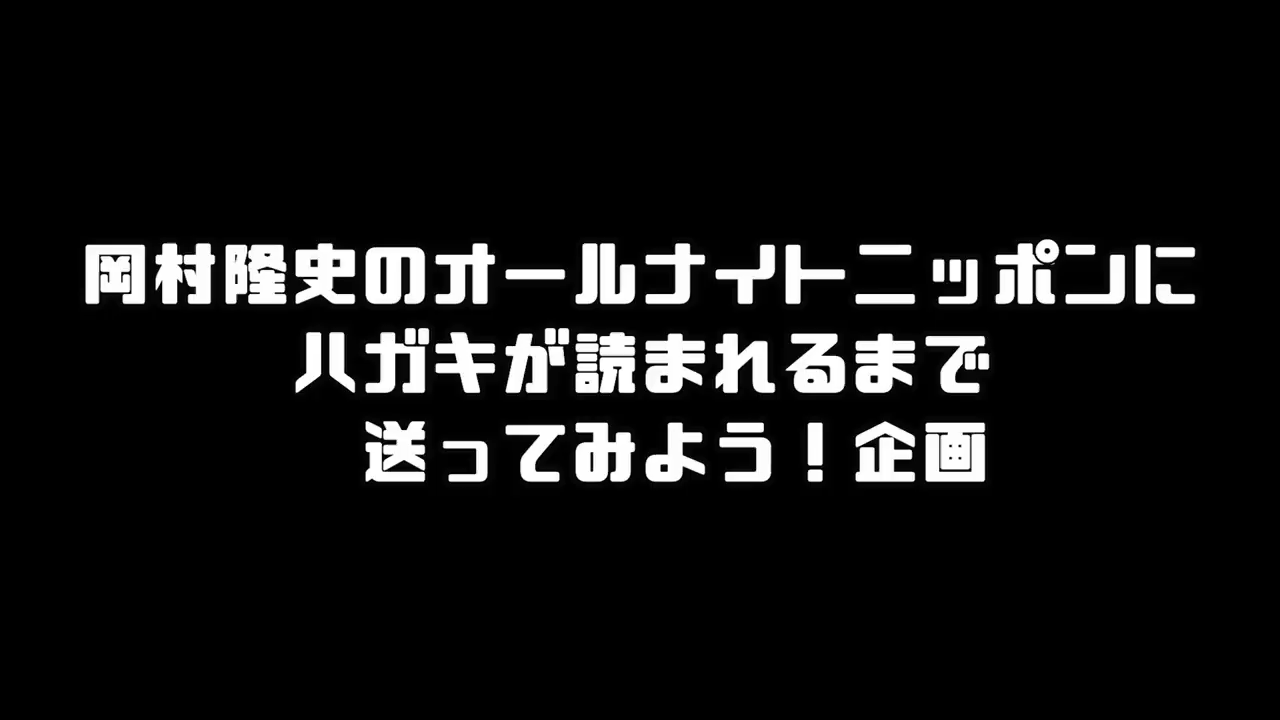 岡村隆史のオールナイトニッポンに
ハガキが読まれるまで
送ってみよう！企画